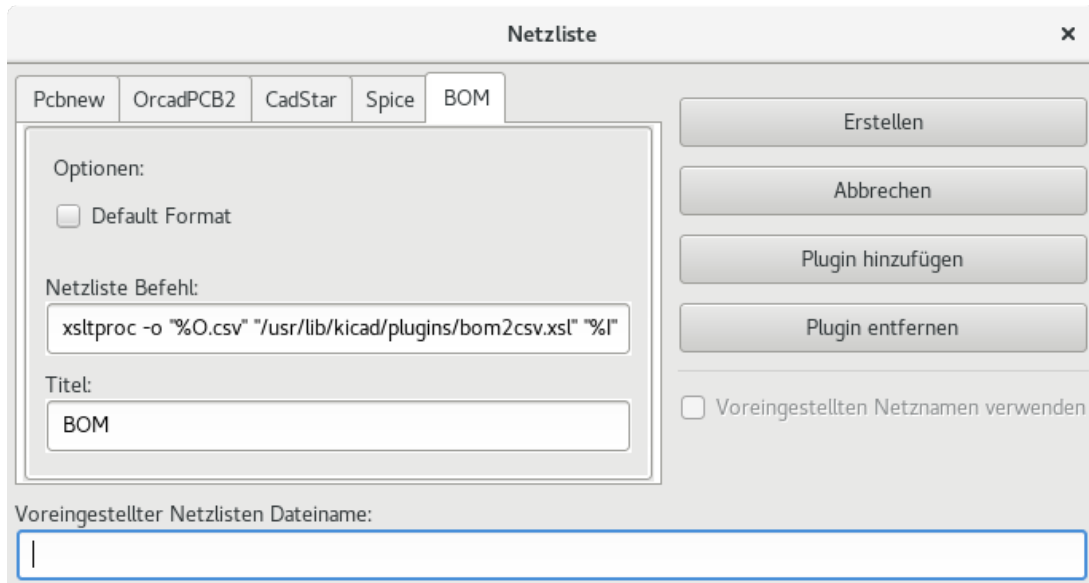 Netzliste
Pcbnew OrcadPCB2 CadStar Spice BOM
Optionen:
Default Format
Netzliste Befehl:
xsltproc -o "%O.csv" "/usr/lib/kicad/plugins/bom2csv.xsl" "%I"
Titel:
BOM
Erstellen
Abbrechen
Plugin hinzufügen
Plugin entfernen
Voreingestellten Netznamen verwenden
Voreingestellter Netzlisten Dateiname: